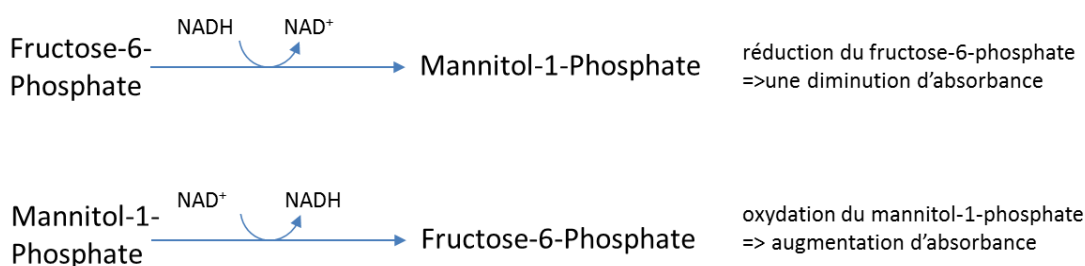 NADH NAD⁺
Fructose-6-
Phosphate
Mannitol-1-Phosphate
réduction du fructose-6-phosphate
=>une diminution d’absorbance
NAD⁺ NADH
Mannitol-1-
Phosphate
Fructose-6-Phosphate
oxydation du mannitol-1-phosphate
=> augmentation d’absorbance